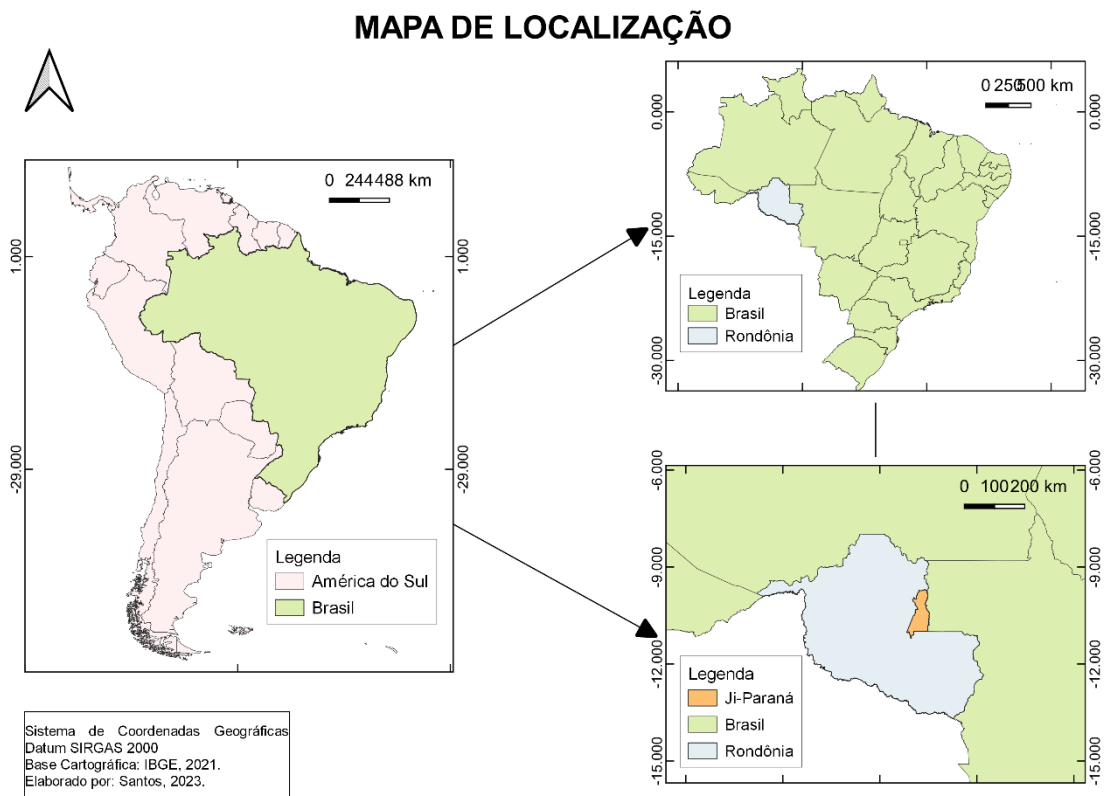 MAPA DE LOCALIZAÇÃO
0 244488 km
1.000
1.000
-29.000
-29.000
Legenda
América do Sul
Brasil
0 250500 km
0.000
0.000
-15.000
-15.000
-30.000
-30.000
Legenda
Brasil
Rondônia
0 100200 km
-6.000
-6.000
-9.000
-9.000
-12.000
-12.000
-15.000
-15.000
Legenda
Ji-Paraná
Brasil
Rondônia
Sistema de Coordenadas Geográficas
Datum SIRGAS 2000
Base Cartográfica: IBGE, 2021.
Elaborado por: Santos, 2023.